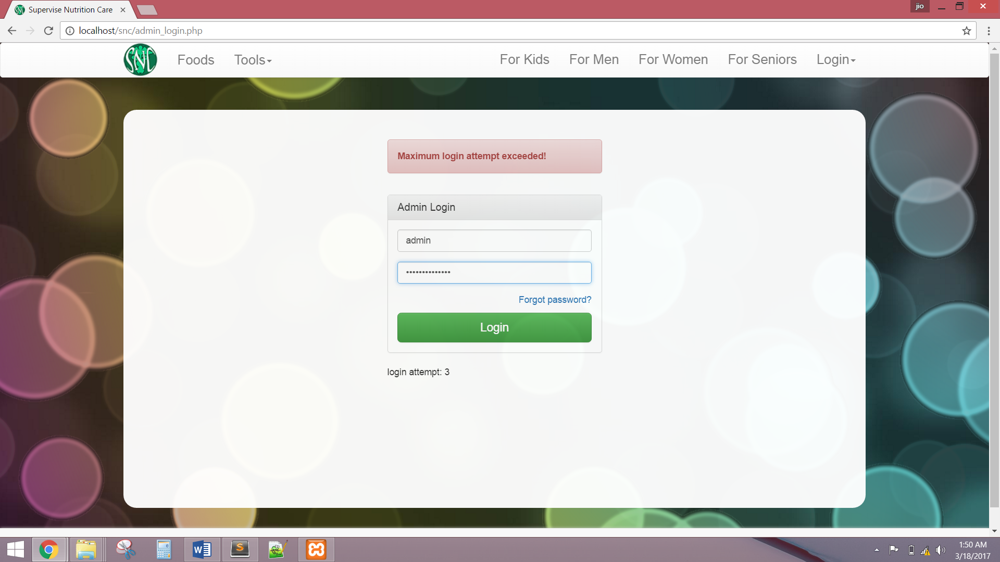 Supervise Nutrition Care
jio
localhost/snc/admin_login.php
SNC
Foods
Tools
For Kids
For Men
For Women
For Seniors
Login
Maximum login attempt exceeded!
Admin Login
admin
••••••••••••••
Forgot password?
Login
login attempt: 3
1:50 AM
3/18/2017